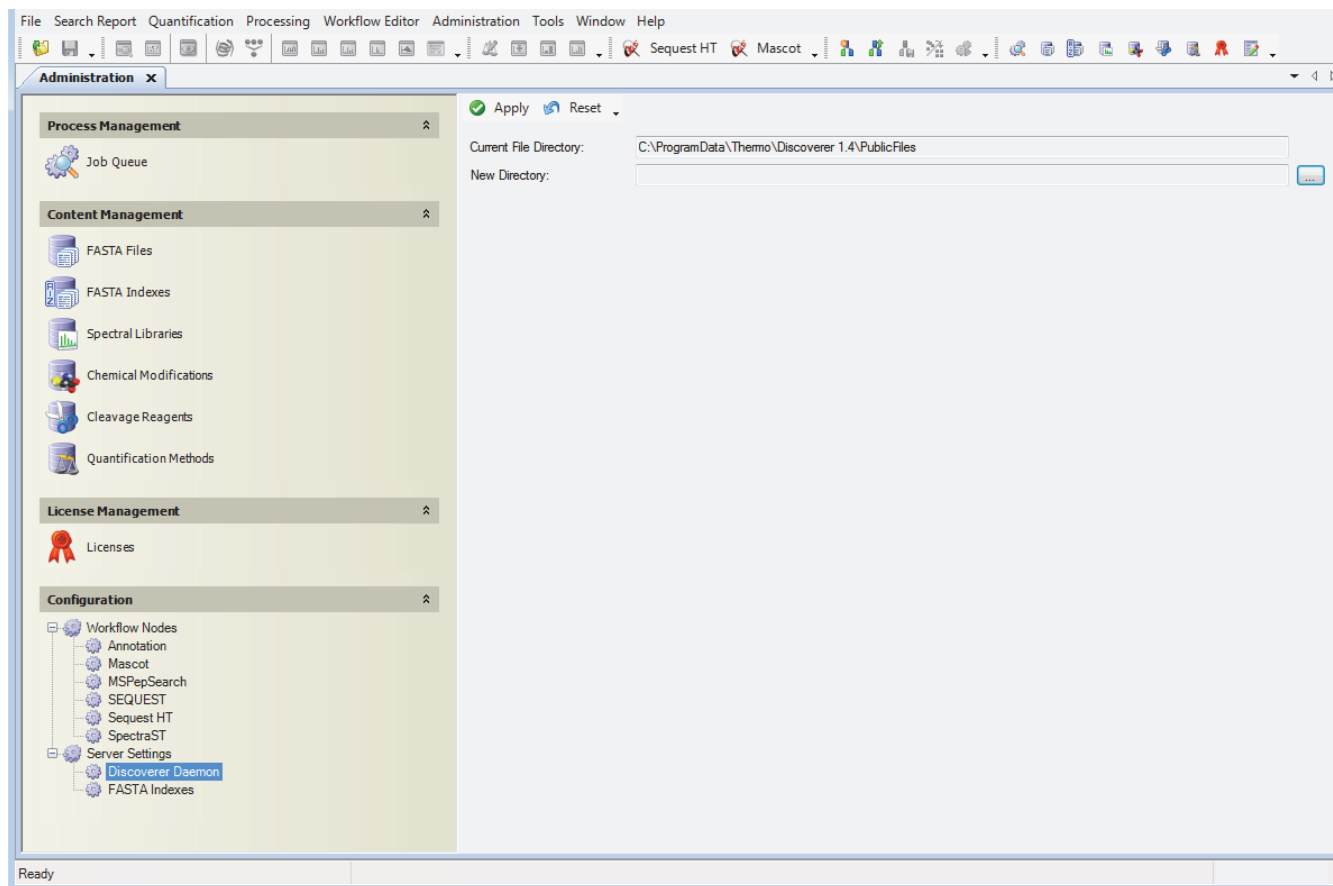 File Search Report Quantification Processing Workflow Editor Administration Tools Window Help
Sequest HT Mascot
Administration x
Apply Reset
Process Management
Current File Directory: C:\ProgramData\Thermo\Discoverer 1.4\PublicFiles
Job Queue
New Directory: ...
Content Management
FASTA Files
FASTA Indexes
Spectral Libraries
Chemical Modifications
Cleavage Reagents
Quantification Methods
License Management
Licenses
Configuration
Workflow Nodes
Annotation
Mascot
MSPepSearch
SEQUEST
Sequest HT
SpectraST
Server Settings
Discoverer Daemon
FASTA Indexes
Ready